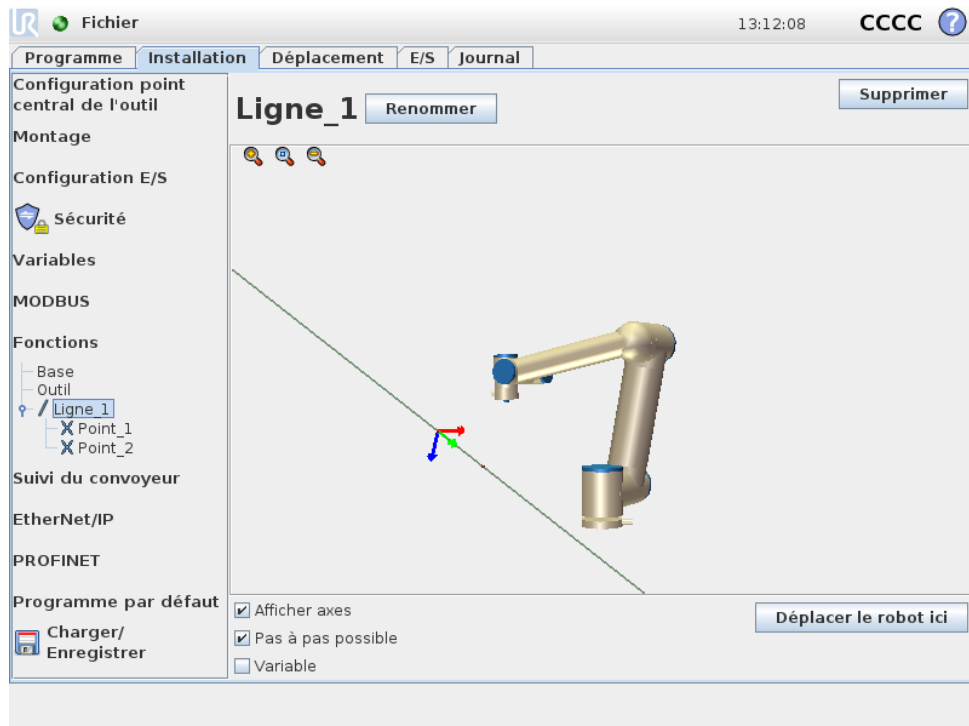 UR Fichier 13:12:08 CCCC ?
Programme Installation Déplacement E/S Journal
Configuration point
central de l'outil
Montage
Configuration E/S
Sécurité
Variables
MODBUS
Fonctions
Base
Outil
Ligne_1
Point_1
Point_2
Suivi du convoyeur
EtherNet/IP
PROFINET
Programme par défaut
Charger/
Enregistrer
Ligne_1 Renommer Supprimer
Afficher axes
Pas à pas possible
Variable
Déplacer le robot ici